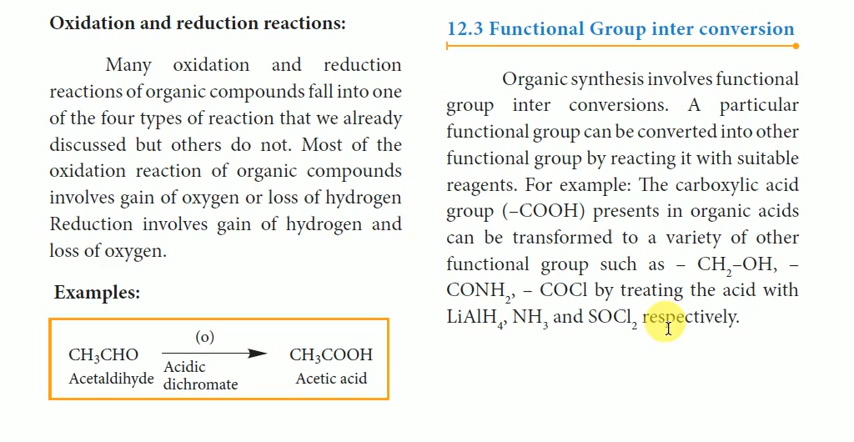 Oxidation and reduction reactions:
Many oxidation and reduction
reactions of organic compounds fall into one
of the four types of reaction that we already
discussed but others do not. Most of the
oxidation reaction of organic compounds
involves gain of oxygen or loss of hydrogen
Reduction involves gain of hydrogen and
loss of oxygen.
Examples:
(o)
CH₃CHO
CH₃COOH
Acidic
Acetaldihyde
dichromate
Acetic acid
12.3 Functional Group inter conversion
Organic synthesis involves functional
group inter conversions. A particular
functional group can be converted into other
functional group by reacting it with suitable
reagents. For example: The carboxylic acid
group (–COOH) presents in organic acids
can be transformed to a variety of other
functional group such as – CH₂–OH, –
CONH₂, – COCl by treating the acid with
LiAlH₄, NH₃ and SOCl₂ respectively.